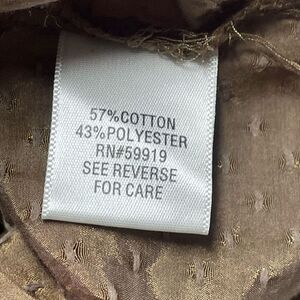 57%COTTON
43%POLYESTER
RN#59919
SEE REVERSE
FOR CARE